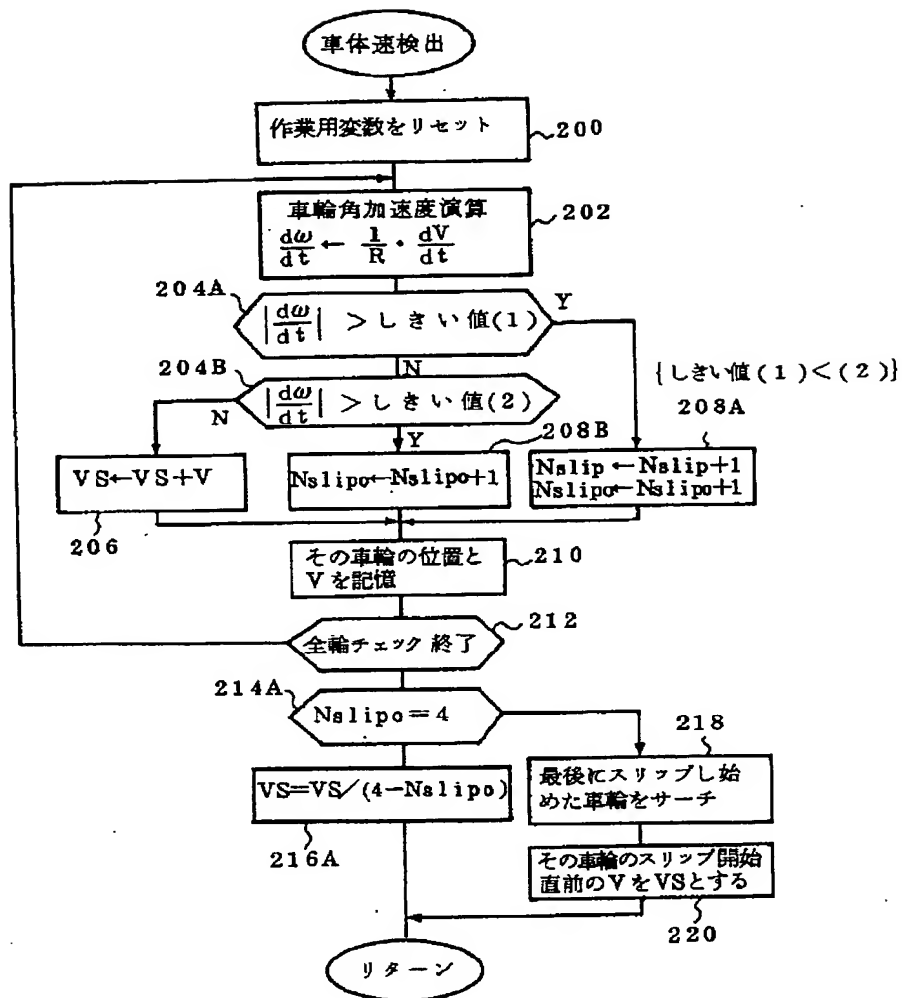 車体速検出
作業用変数をリセット
200
車輪角加速度演算
dω/dt ← 1/R · dV/dt
202
204A
|dω/dt| > しきい値(1)
Y
N
204B
{しきい値(1)<(2)}
|dω/dt| > しきい値(2)
N
Y
208A
208B
VS←VS+V
Nslipo←Nslipo+1
Nslip←Nslip+1
Nslipo←Nslipo+1
206
その車輪の位置と
Vを記憶
210
全輪チェック終了
212
214A
Nslipo=4
218
VS=VS/(4-Nslipo)
最後にスリップし始
めた車輪をサーチ
216A
その車輪のスリップ開始
直前のVをVSとする
220
リターン